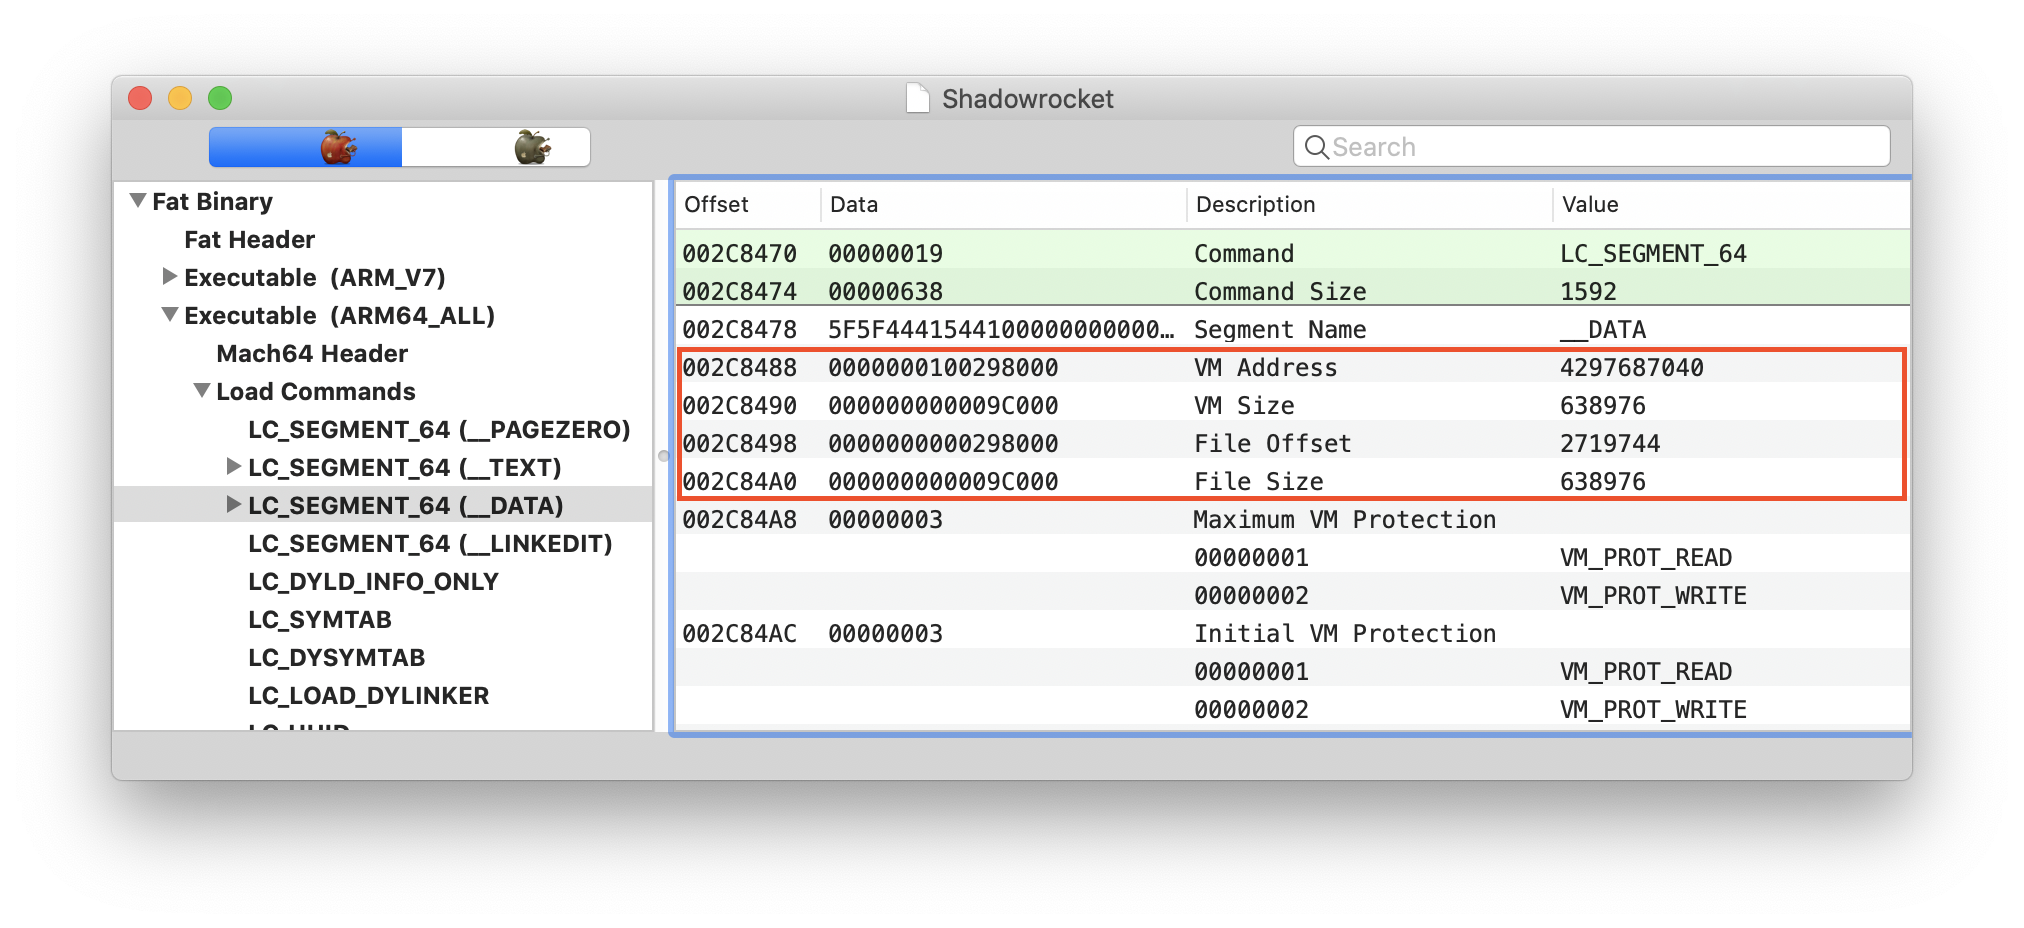 Shadowrocket
Search
Fat Binary
Fat Header
Executable (ARM_V7)
Executable (ARM64_ALL)
Mach64 Header
Load Commands
LC_SEGMENT_64 (__PAGEZERO)
LC_SEGMENT_64 (__TEXT)
LC_SEGMENT_64 (__DATA)
LC_SEGMENT_64 (__LINKEDIT)
LC_DYLD_INFO_ONLY
LC_SYMTAB
LC_DYSYMTAB
LC_LOAD_DYLINKER
LC_UUID
Offset Data Description Value
002C8470 00000019 Command LC_SEGMENT_64
002C8474 00000638 Command Size 1592
002C8478 5F5F4441544100000000000… Segment Name __DATA
002C8488 0000000100298000 VM Address 4297687040
002C8490 000000000009C000 VM Size 638976
002C8498 0000000000298000 File Offset 2719744
002C84A0 000000000009C000 File Size 638976
002C84A8 00000003 Maximum VM Protection
00000001 VM_PROT_READ
00000002 VM_PROT_WRITE
002C84AC 00000003 Initial VM Protection
00000001 VM_PROT_READ
00000002 VM_PROT_WRITE